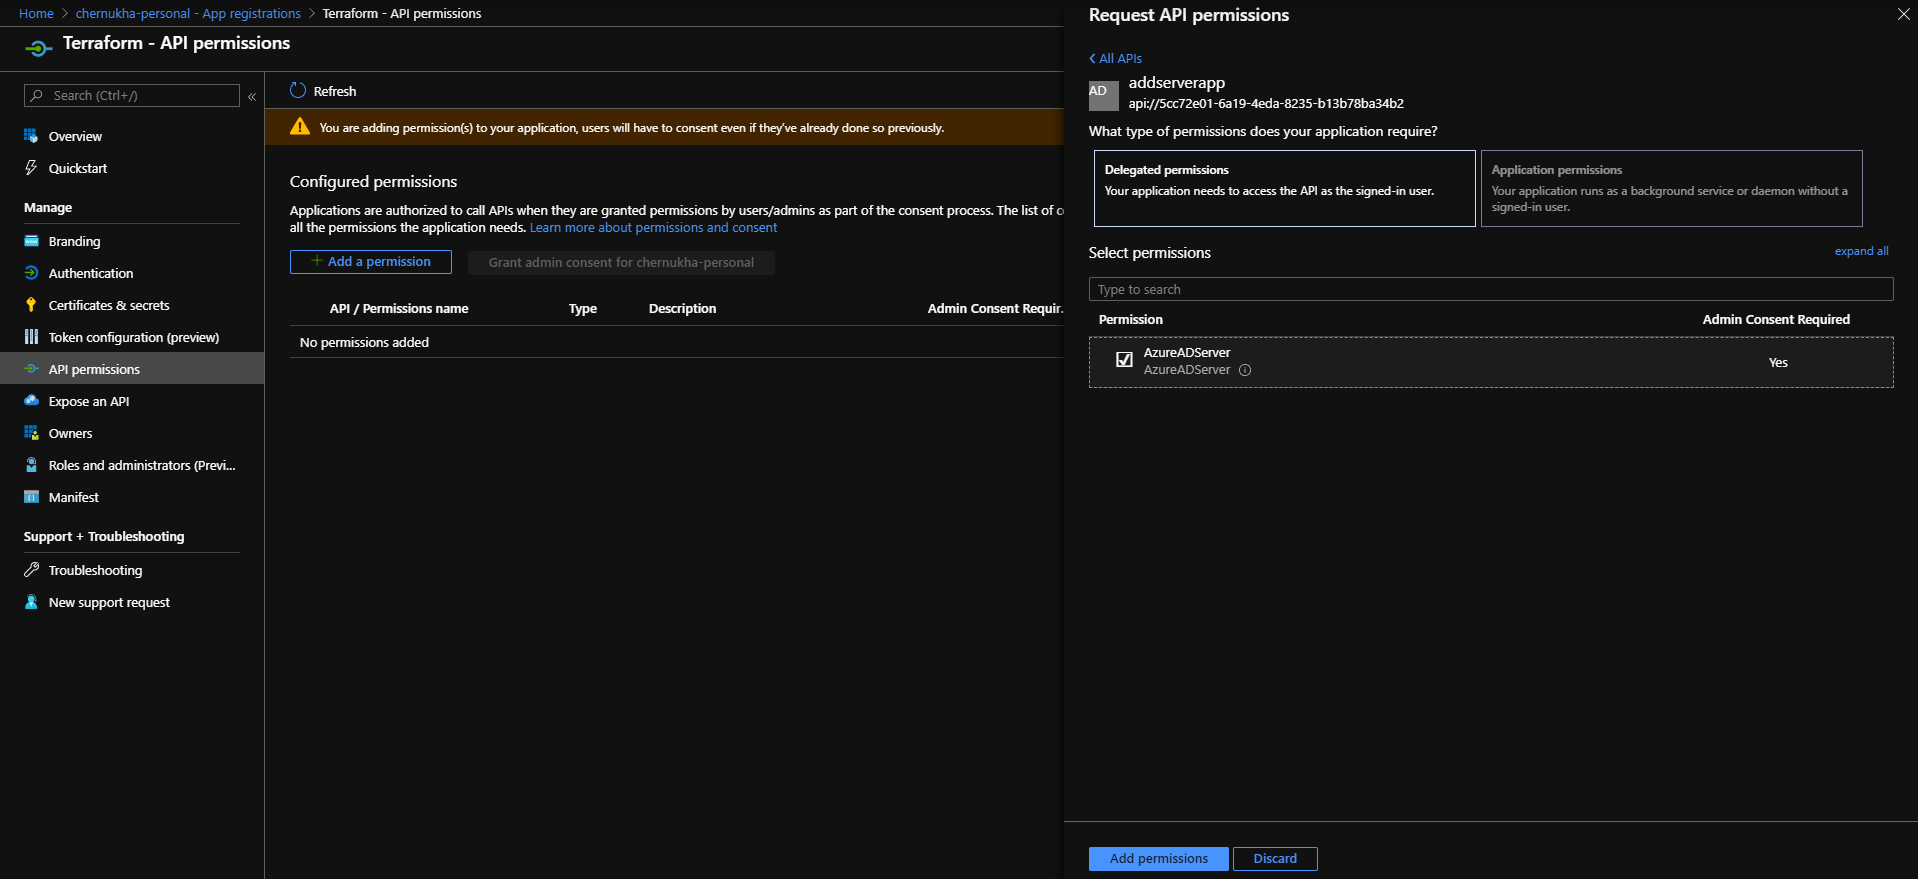 Home > chernukha-personal - App registrations > Terraform - API permissions
Terraform - API permissions
Search (Ctrl+/)
«
Overview
Quickstart
Manage
Branding
Authentication
Certificates & secrets
Token configuration (preview)
API permissions
Expose an API
Owners
Roles and administrators (Previ...
Manifest
Support + Troubleshooting
Troubleshooting
New support request
Refresh
You are adding permission(s) to your application, users will have to consent even if they've already done so previously.
Configured permissions
Applications are authorized to call APIs when they are granted permissions by users/admins as part of the consent process. The list of c
all the permissions the application needs. Learn more about permissions and consent
+ Add a permission
Grant admin consent for chernukha-personal
API / Permissions name Type Description Admin Consent Requir.
No permissions added
Request API permissions
All APIs
AD
addserverapp
api://5cc72e01-6a19-4eda-8235-b13b78ba34b2
What type of permissions does your application require?
Delegated permissions
Your application needs to access the API as the signed-in user.
Application permissions
Your application runs as a background service or daemon without a
signed-in user.
Select permissions
expand all
Type to search
Permission Admin Consent Required
AzureADServer
AzureADServer
Yes
Add permissions
Discard